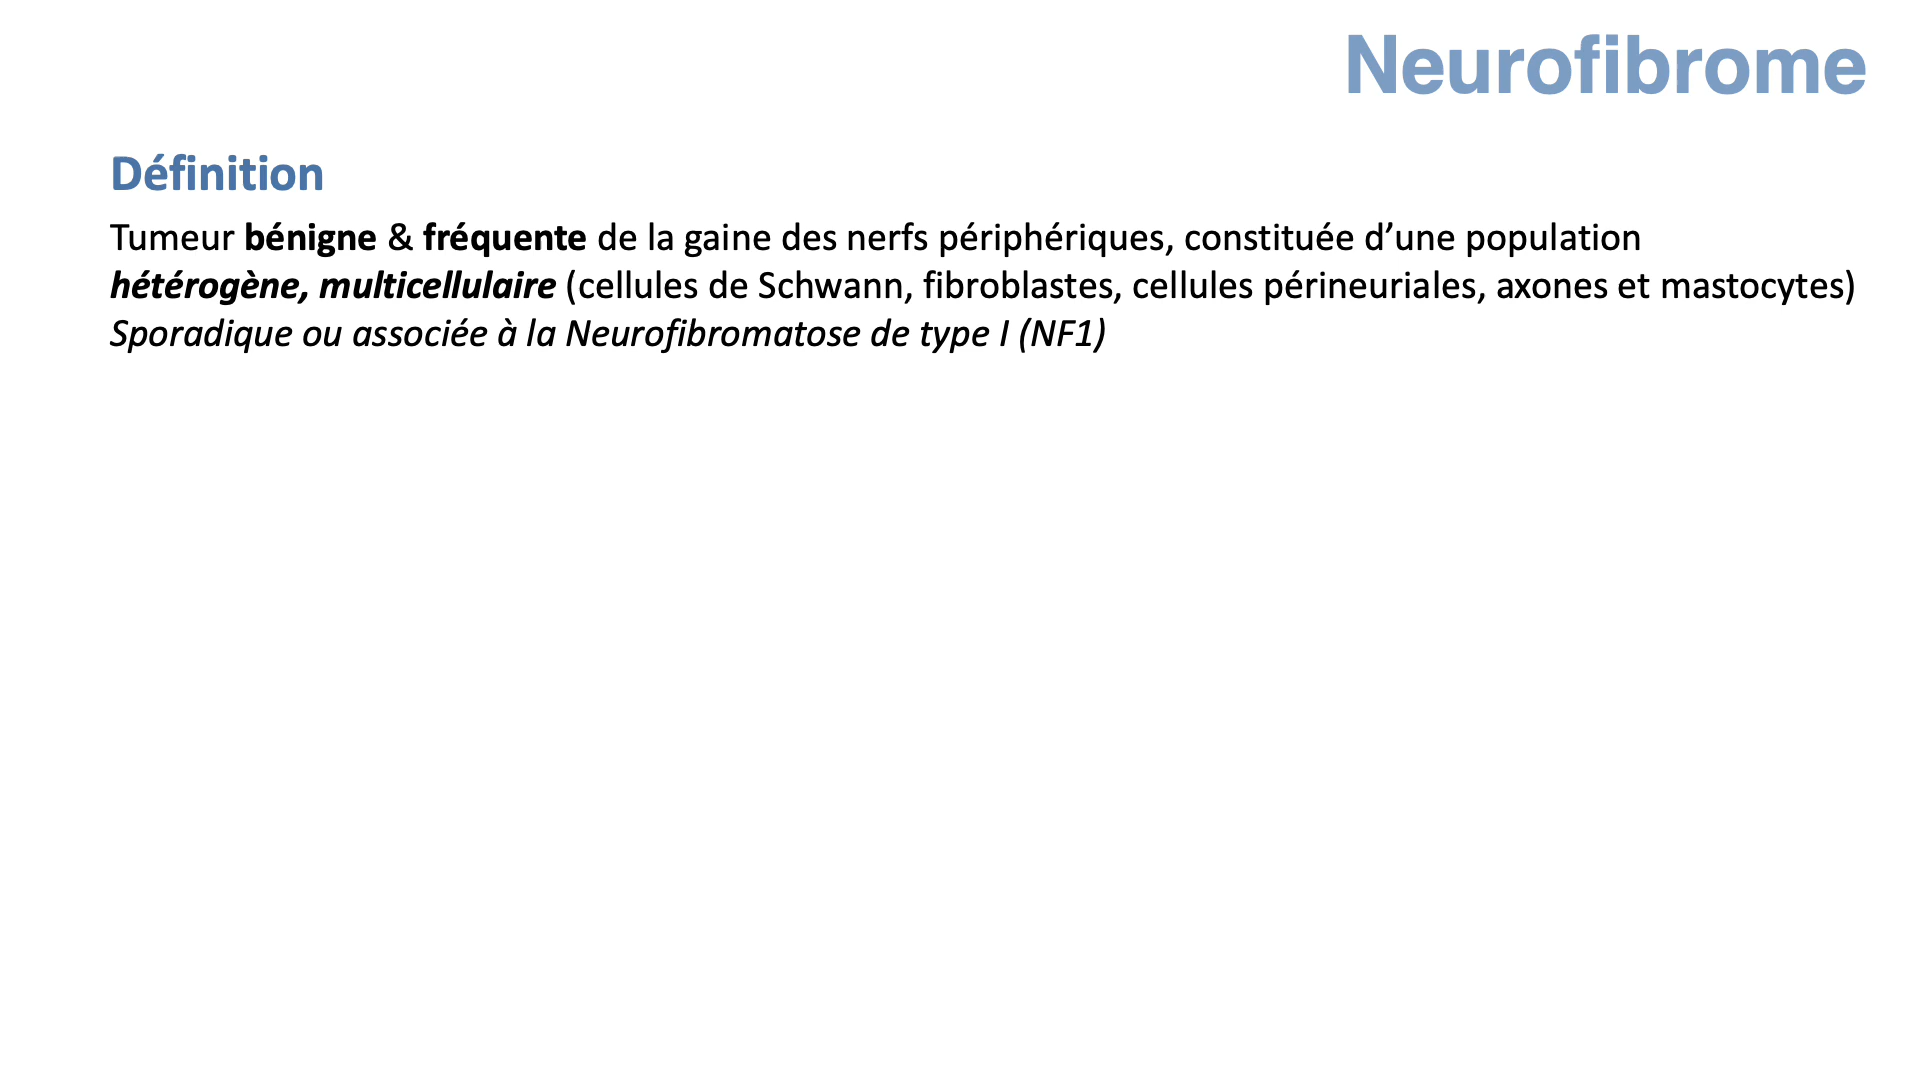 Neurofibrome
Définition
Tumeur bénigne & fréquente de la gaine des nerfs périphériques, constituée d’une population
hétérogène, multicellulaire (cellules de Schwann, fibroblastes, cellules périneuriales, axones et mastocytes)
Sporadique ou associée à la Neurofibromatose de type I (NF1)